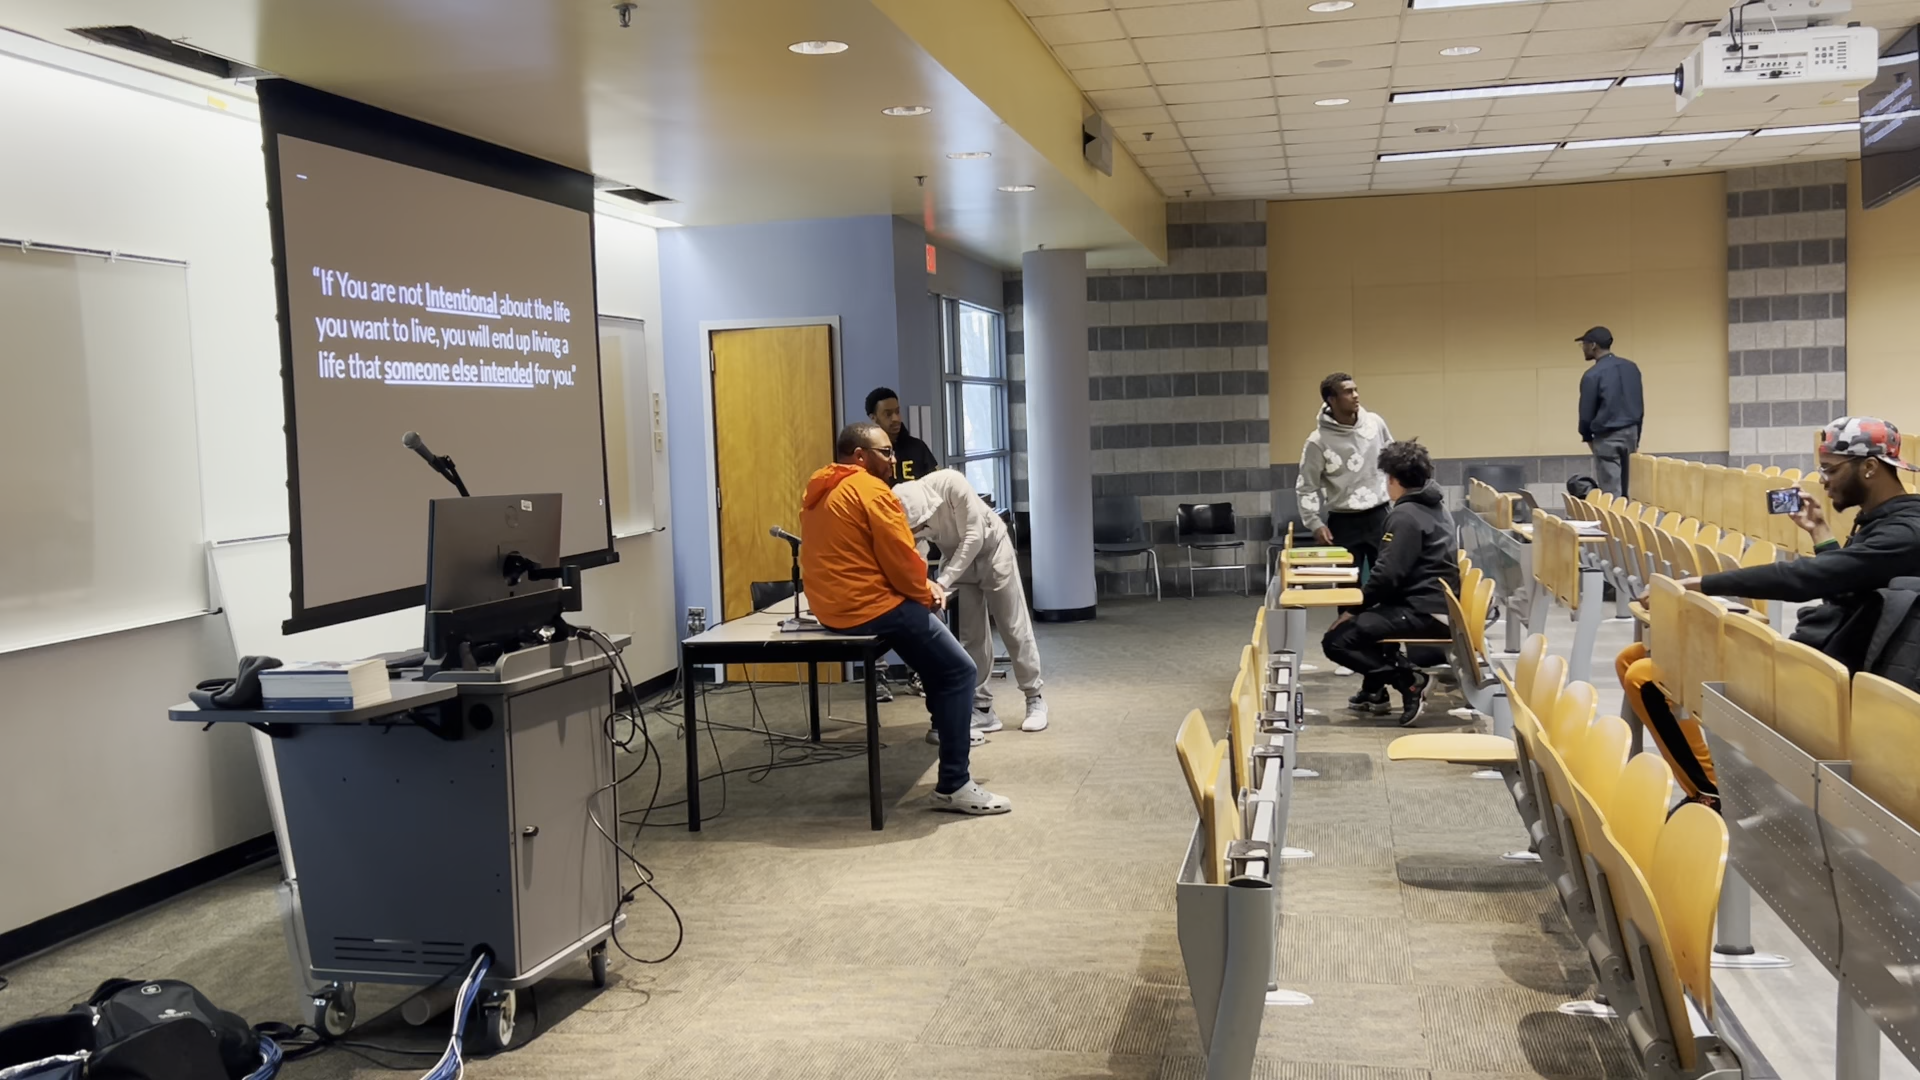 “If You are not Intentional about the life
you want to live, you will end up living a
life that someone else intended for you.”